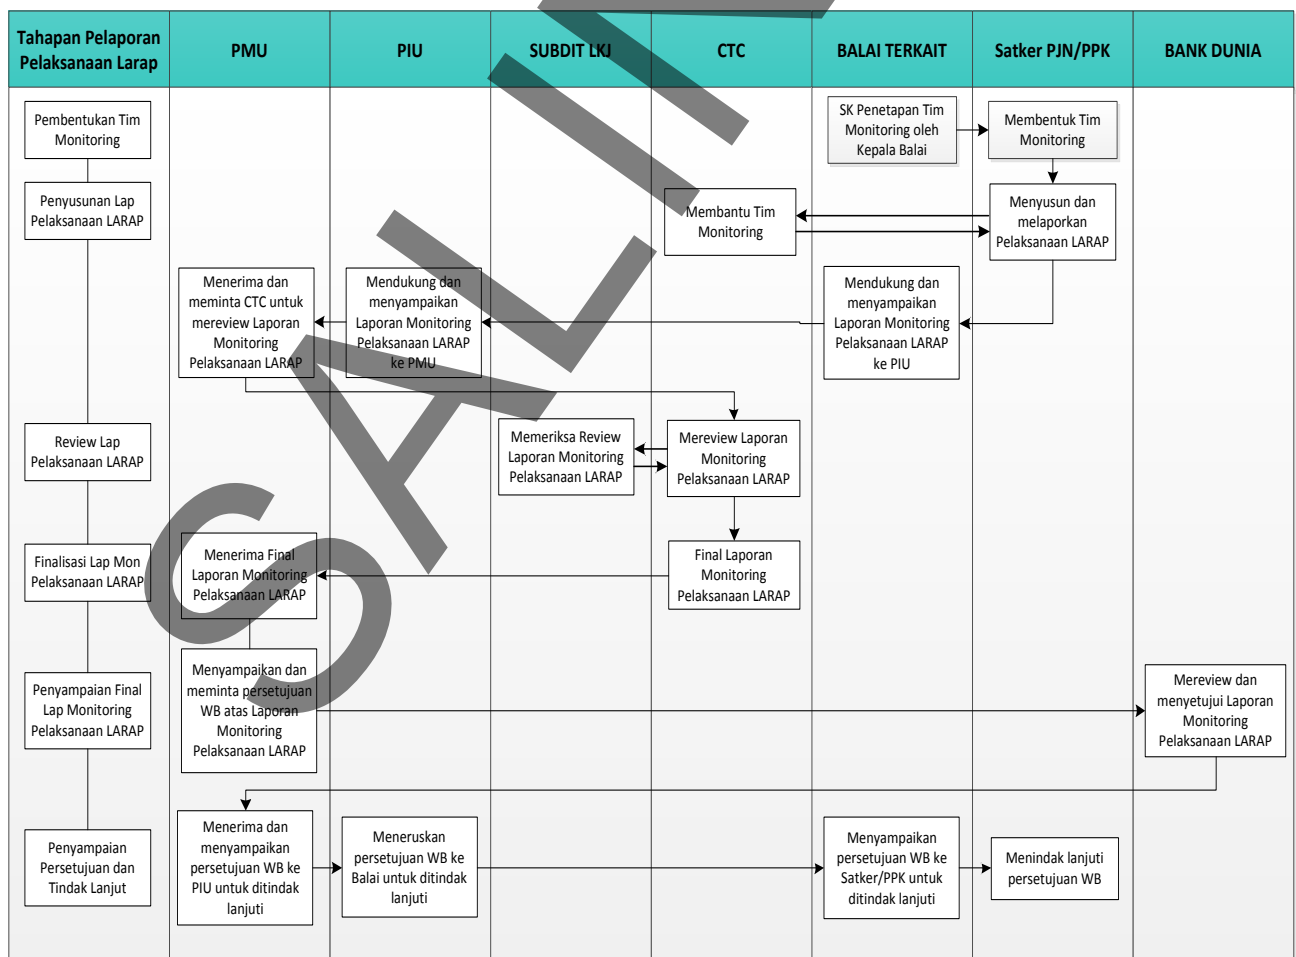 Tahapan Pelaporan
Pelaksanaan Larap
PMU
PIU
SUBDIT LKJ
CTC
BALAI TERKAIT
Satker PJN/PPK
BANK DUNIA
Pembentukan Tim
Monitoring
SK Penetapan Tim
Monitoring oleh
Kepala Balai
Membentuk Tim
Monitoring
Penyusunan Lap
Pelaksanaan LARAP
Membantu Tim
Monitoring
Menyusun dan
melaporkan
Pelaksanaan LARAP
Menerima dan
meminta CTC untuk
mereview Laporan
Monitoring
Pelaksanaan LARAP
Mendukung dan
menyampaikan
Laporan Monitoring
Pelaksanaan LARAP
ke PMU
Mendukung dan
menyampaikan
Laporan Monitoring
Pelaksanaan LARAP
ke PIU
Review Lap
Pelaksanaan LARAP
Memeriksa Review
Laporan Monitoring
Pelaksanaan LARAP
Mereview Laporan
Monitoring
Pelaksanaan LARAP
Finalisasi Lap Mon
Pelaksanaan LARAP
Menerima Final
Laporan Monitoring
Pelaksanaan LARAP
Final Laporan
Monitoring
Pelaksanaan LARAP
Penyampaian Final
Lap Monitoring
Pelaksanaan LARAP
Menyampaikan dan
meminta persetujuan
WB atas Laporan
Monitoring
Pelaksanaan LARAP
Mereview dan
menyetujui Laporan
Monitoring
Pelaksanaan LARAP
Penyampaian
Persetujuan dan
Tindak Lanjut
Menerima dan
menyampaikan
persetujuan WB ke
PIU untuk ditindak
lanjuti
Meneruskan
persetujuan WB ke
Balai untuk ditindak
lanjuti
Menyampaikan
persetujuan WB ke
Satker/PPK untuk
ditindak lanjuti
Menindak lanjuti
persetujuan WB